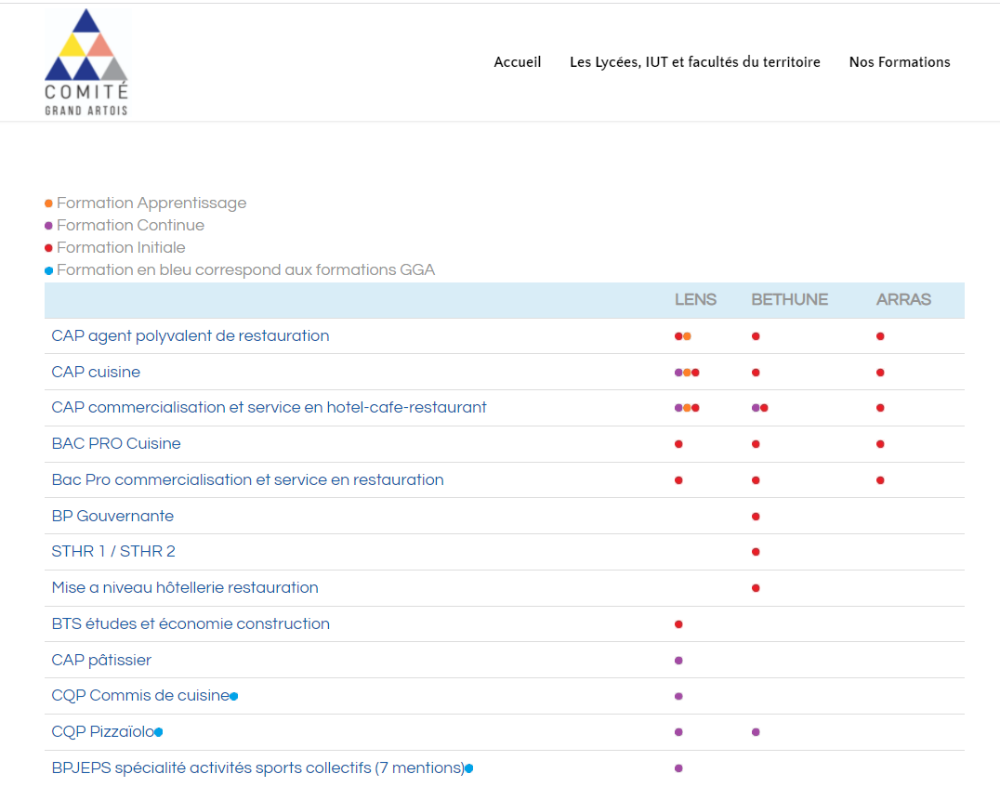 COMITÉ
GRAND ARTOIS
Accueil Les Lycées, IUT et facultés du territoire Nos Formations
Formation Apprentissage
Formation Continue
Formation Initiale
Formation en bleu correspond aux formations GGA
LENS BETHUNE ARRAS
CAP agent polyvalent de restauration
CAP cuisine
CAP commercialisation et service en hotel-cafe-restaurant
BAC PRO Cuisine
Bac Pro commercialisation et service en restauration
BP Gouvernante
STHR 1 / STHR 2
Mise a niveau hôtellerie restauration
BTS études et économie construction
CAP pâtissier
CQP Commis de cuisine
CQP Pizzaïolo
BPJEPS spécialité activités sports collectifs (7 mentions)